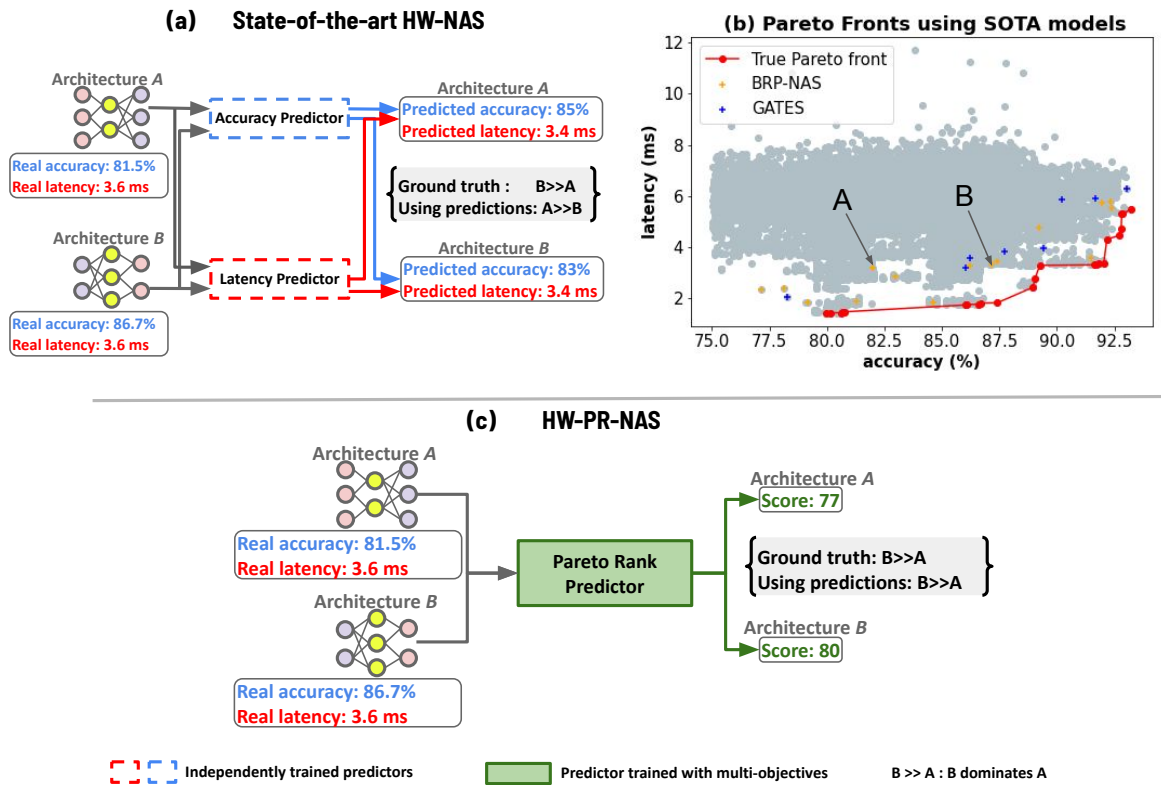 (a) State-of-the-art HW-NAS
Architecture A
Real accuracy: 81.5%
Real latency: 3.6 ms
Architecture B
Real accuracy: 86.7%
Real latency: 3.6 ms
Accuracy Predictor
Latency Predictor
Architecture A
Predicted accuracy: 85%
Predicted latency: 3.4 ms
Ground truth : B>>A
Using predictions: A>>B
Architecture B
Predicted accuracy: 83%
Predicted latency: 3.4 ms
(b) Pareto Fronts using SOTA models
True Pareto front
BRP-NAS
GATES
A
B
latency (ms)
12
10
8
6
4
2
75.0 77.5 80.0 82.5 85.0 87.5 90.0 92.5
accuracy (%)
(c) HW-PR-NAS
Architecture A
Real accuracy: 81.5%
Real latency: 3.6 ms
Architecture B
Real accuracy: 86.7%
Real latency: 3.6 ms
Pareto Rank
Predictor
Architecture A
Score: 77
Ground truth: B>>A
Using predictions: B>>A
Architecture B
Score: 80
Independently trained predictors
Predictor trained with multi-objectives
B >> A : B dominates A